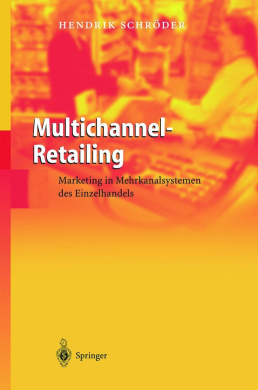 HENDRIK SCHRÖDER
Multichannel-
Retailing
Marketing in Mehrkanalsystemen
des Einzelhandels
Springer